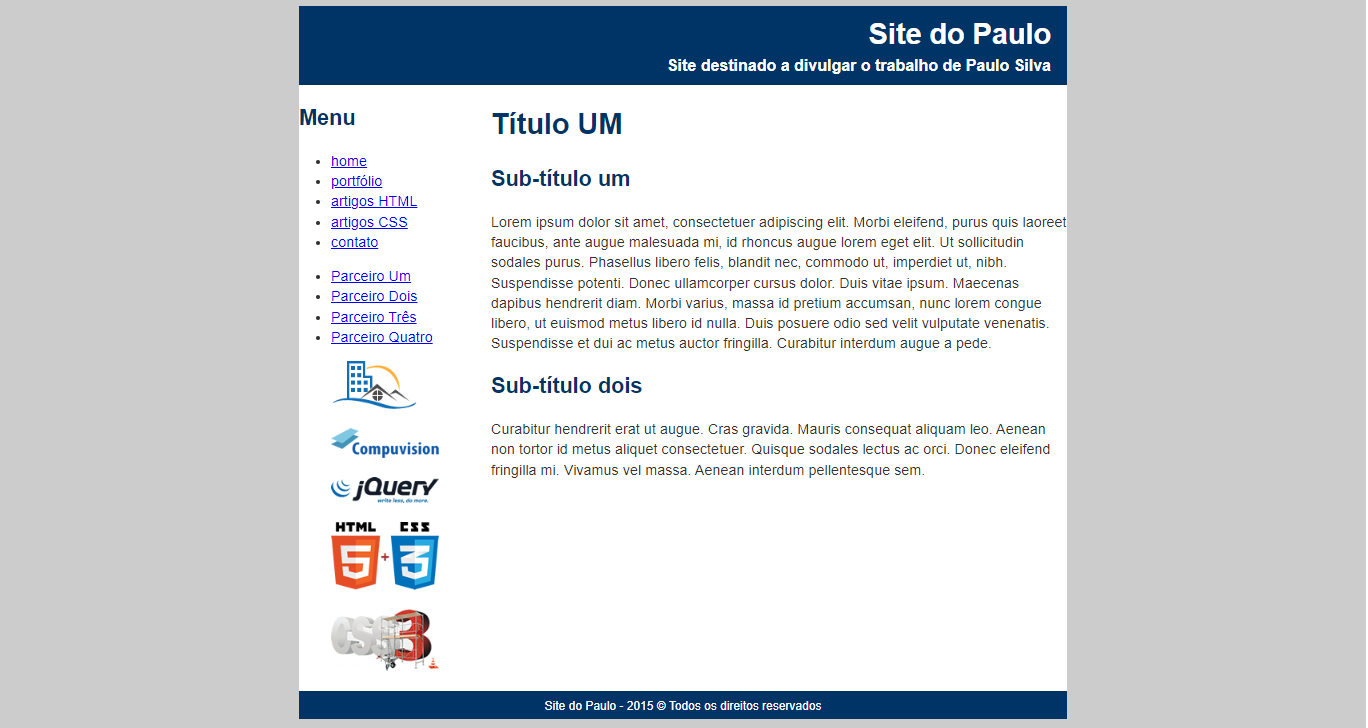 Site do Paulo
Site destinado a divulgar o trabalho de Paulo Silva
Menu
home
portfólio
artigos HTML
artigos CSS
contato
Parceiro Um
Parceiro Dois
Parceiro Três
Parceiro Quatro
Compuvision
jQuery
write less, do more.
HTML CSS
5 + 3
CSS3
Título UM
Sub-título um
Lorem ipsum dolor sit amet, consectetuer adipiscing elit. Morbi eleifend, purus quis laoreet
faucibus, ante augue malesuada mi, id rhoncus augue lorem eget elit. Ut sollicitudin
sodales purus. Phasellus libero felis, blandit nec, commodo ut, imperdiet ut, nibh.
Suspendisse potenti. Donec ullamcorper cursus dolor. Duis vitae ipsum. Maecenas
dapibus hendrerit diam. Morbi varius, massa id pretium accumsan, nunc lorem congue
libero, ut euismod metus libero id nulla. Duis posuere odio sed velit vulputate venenatis.
Suspendisse et dui ac metus auctor fringilla. Curabitur interdum augue a pede.
Sub-título dois
Curabitur hendrerit erat ut augue. Cras gravida. Mauris consequat aliquam leo. Aenean
non tortor id metus aliquet consectetuer. Quisque sodales lectus ac orci. Donec eleifend
fringilla mi. Vivamus vel massa. Aenean interdum pellentesque sem.
Site do Paulo - 2015 © Todos os direitos reservados